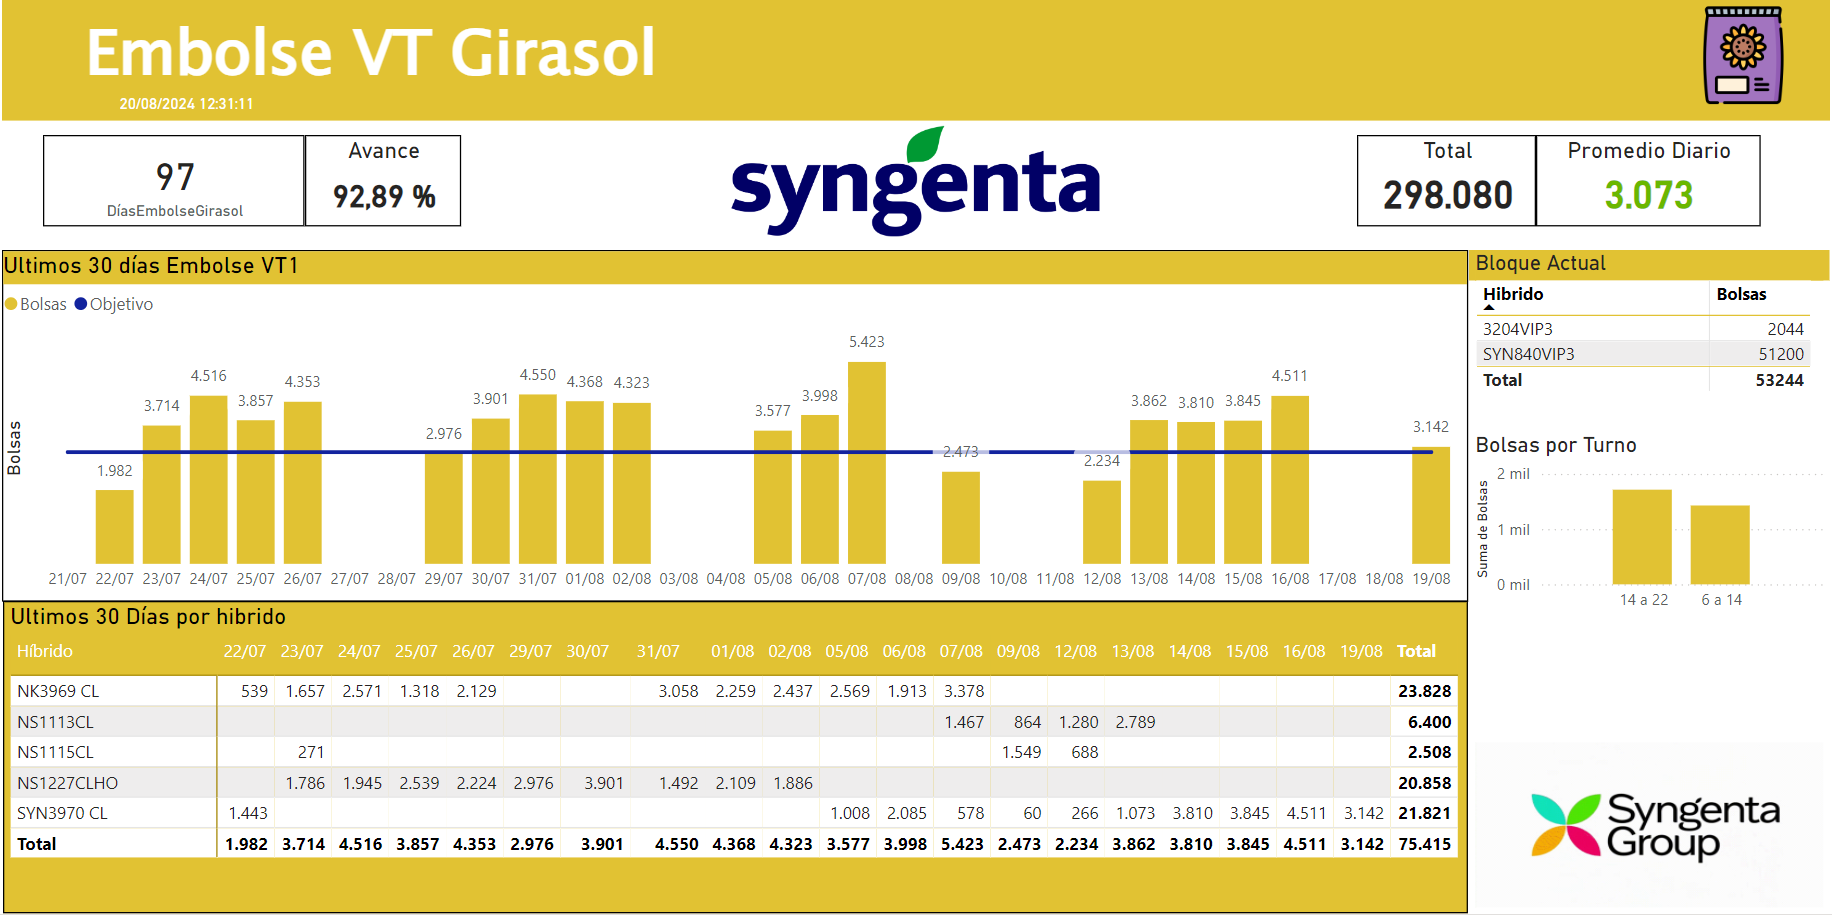 Embolse VT Girasol
20/08/2024 12:31:11
97
DíasEmbolseGirasol
Avance
92,89 %
syngenta
Total
298.080
Promedio Diario
3.073
Ultimos 30 días Embolse VT1
Bolsas Objetivo
Bolsas
1.982 3.714 4.516 3.857 4.353 2.976 3.901 4.550 4.368 4.323 3.577 3.998 5.423 2.473 2.234 3.862 3.810 3.845 4.511 3.142
21/07 22/07 23/07 24/07 25/07 26/07 27/07 28/07 29/07 30/07 31/07 01/08 02/08 03/08 04/08 05/08 06/08 07/08 08/08 09/08 10/08 11/08 12/08 13/08 14/08 15/08 16/08 17/08 18/08 19/08
Bloque Actual
Hibrido Bolsas
3204VIP3 2044
SYN840VIP3 51200
Total 53244
Bolsas por Turno
Suma de Bolsas
2 mil
1 mil
0 mil
14 a 22 6 a 14
Ultimos 30 Días por hibrido
Híbrido 22/07 23/07 24/07 25/07 26/07 29/07 30/07 31/07 01/08 02/08 05/08 06/08 07/08 09/08 12/08 13/08 14/08 15/08 16/08 19/08 Total
NK3969 CL 539 1.657 2.571 1.318 2.129 3.058 2.259 2.437 2.569 1.913 3.378 23.828
NS1113CL 1.467 864 1.280 2.789 6.400
NS1115CL 271 1.549 688 2.508
NS1227CLHO 1.786 1.945 2.539 2.224 2.976 3.901 1.492 2.109 1.886 20.858
SYN3970 CL 1.443 1.008 2.085 578 60 266 1.073 3.810 3.845 4.511 3.142 21.821
Total 1.982 3.714 4.516 3.857 4.353 2.976 3.901 4.550 4.368 4.323 3.577 3.998 5.423 2.473 2.234 3.862 3.810 3.845 4.511 3.142 75.415
Syngenta
Group